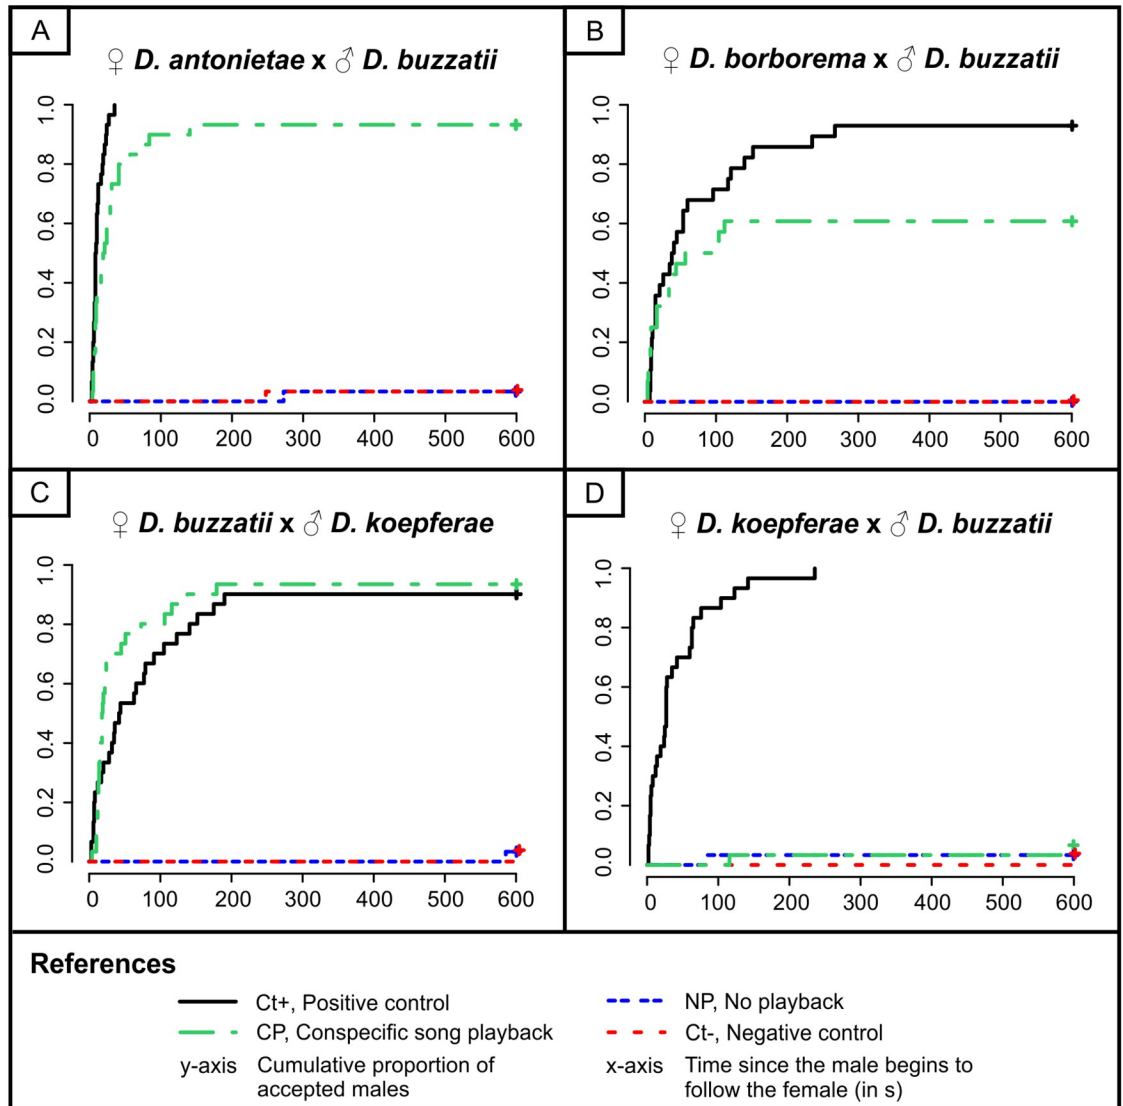 A
♀ D. antonietae x ♂ D. buzzatii
1.0
0.8
0.6
0.4
0.2
0.0
0 100 200 300 400 500 600
B
♀ D. borborema x ♂ D. buzzatii
1.0
0.8
0.6
0.4
0.2
0.0
0 100 200 300 400 500 600
C
♀ D. buzzatii x ♂ D. koepferae
1.0
0.8
0.6
0.4
0.2
0.0
0 100 200 300 400 500 600
D
♀ D. koepferae x ♂ D. buzzatii
1.0
0.8
0.6
0.4
0.2
0.0
0 100 200 300 400 500 600
References
Ct+, Positive control
CP, Conspecific song playback
y-axis Cumulative proportion of
accepted males
NP, No playback
Ct-, Negative control
x-axis Time since the male begins to
follow the female (in s)